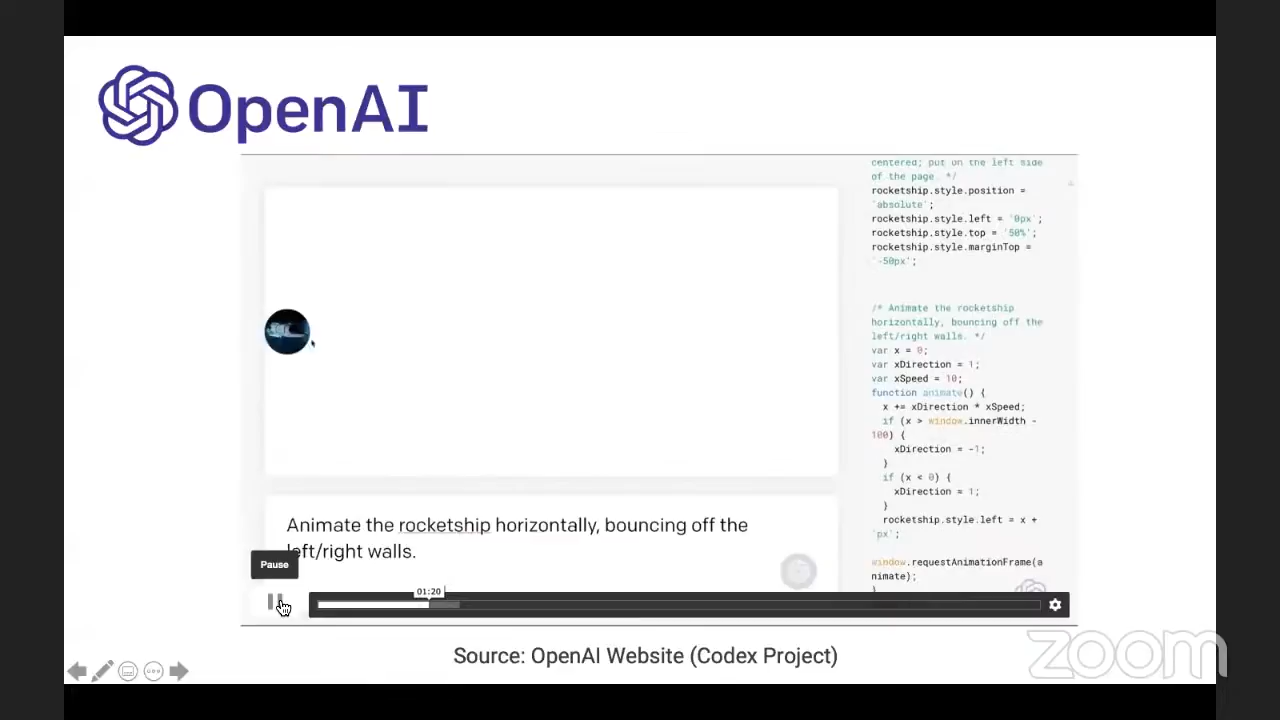 OpenAI
centered; put on the left side
of the page. */
rocketship.style.position =
`absolute`;
rocketship.style.left = `0px`;
rocketship.style.top = `50%`;
rocketship.style.marginTop =
`-50px`;
/* Animate the rocketship
horizontally, bouncing off the
left/right walls. */
var x = 0;
var xDirection = 1;
var xSpeed = 10;
function animate() {
x += xDirection * xSpeed;
if (x > window.innerWidth -
100) {
xDirection = -1;
}
if (x < 0) {
xDirection = 1;
}
rocketship.style.left = x +
`px`;
window.requestAnimationFrame(a
nimate);
}
Animate the rocketship horizontally, bouncing off the
left/right walls.
Pause
01:20
Source: OpenAI Website (Codex Project)
zoom